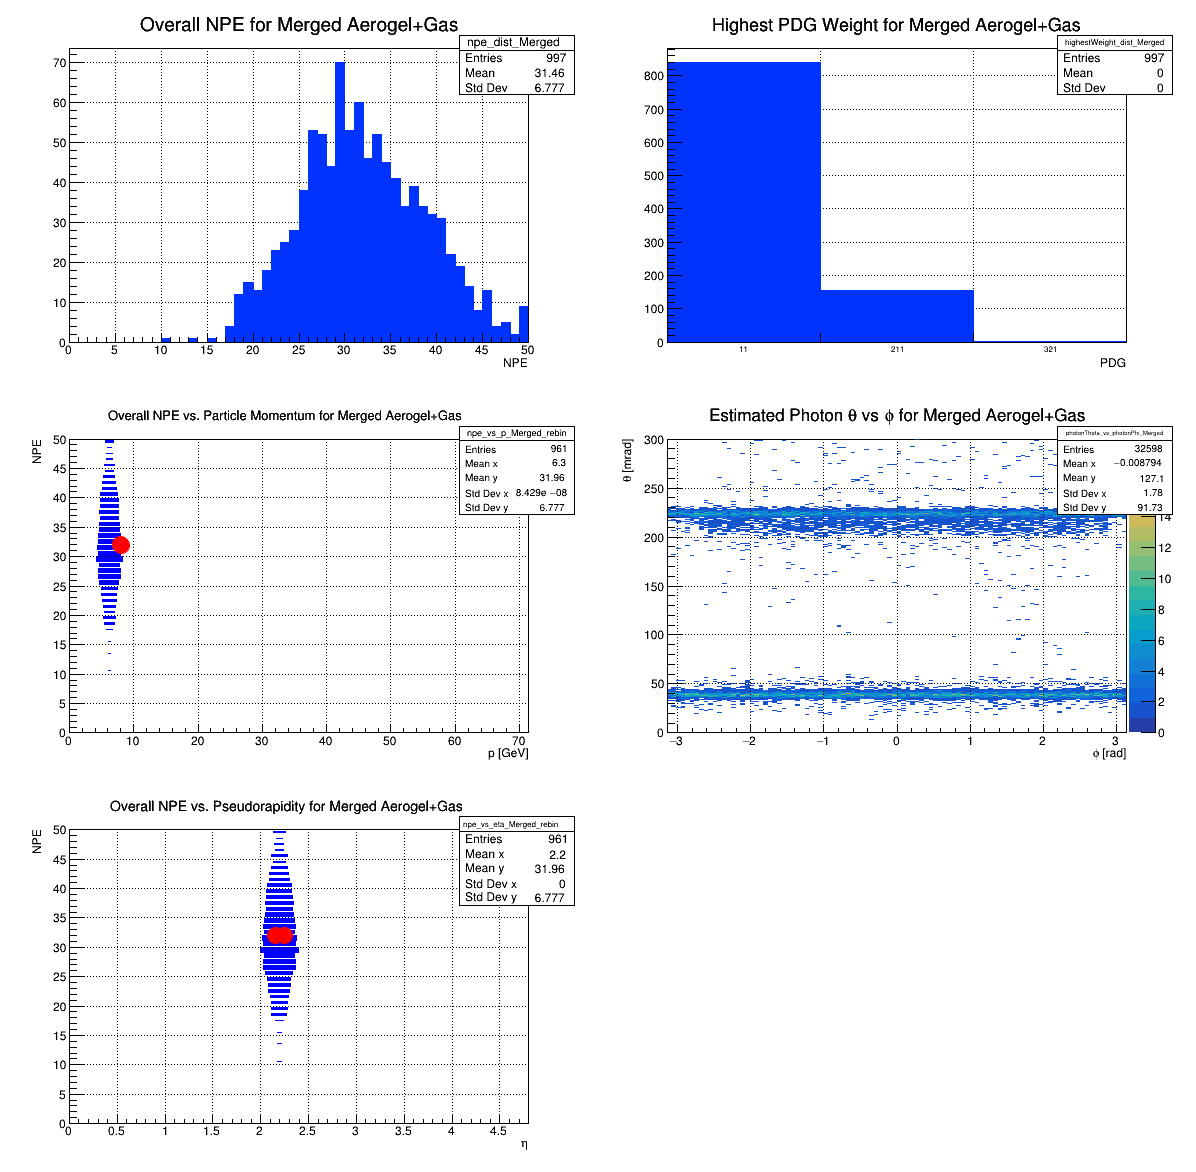 Overall NPE for Merged Aerogel+Gas
npe_dist_Merged
Entries 997
Mean 31.46
Std Dev 6.777
70
60
50
40
30
20
10
0
0 5 10 15 20 25 30 35 40 45 50
NPE
Highest PDG Weight for Merged Aerogel+Gas
highestWeight_dist_Merged
Entries 997
Mean 0
Std Dev 0
800
700
600
500
400
300
200
100
0
11 211 321
PDG
Overall NPE vs. Particle Momentum for Merged Aerogel+Gas
npe_vs_p_Merged_rebin
Entries 961
Mean x 6.3
Mean y 31.96
Std Dev x 8.429e −08
Std Dev y 6.777
NPE
50
45
40
35
30
25
20
15
10
5
0
0 10 20 30 40 50 60 70
p [GeV]
Estimated Photon θ vs ϕ for Merged Aerogel+Gas
photonTheta_vs_photonPhi_Merged
Entries 32598
Mean x −0.008794
Mean y 127.1
Std Dev x 1.78
Std Dev y 91.73
θ [mrad]
300
250
200
150
100
50
0
−3 −2 −1 0 1 2 3
ϕ [rad]
14
12
10
8
6
4
2
0
Overall NPE vs. Pseudorapidity for Merged Aerogel+Gas
npe_vs_eta_Merged_rebin
Entries 961
Mean x 2.2
Mean y 31.96
Std Dev x 0
Std Dev y 6.777
NPE
50
45
40
35
30
25
20
15
10
5
0
0 0.5 1 1.5 2 2.5 3 3.5 4 4.5
η